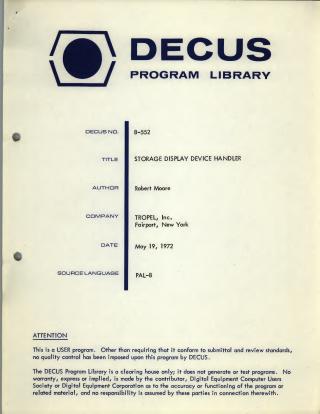 DECUS
PROGRAM LIBRARY
DECUS NO. 8-552
TITLE STORAGE DISPLAY DEVICE HANDLER
AUTHOR Robert Moore
COMPANY TROPEL, Inc.
Fairport, New York
DATE May 19, 1972
SOURCE LANGUAGE PAL-8
ATTENTION
This is a USER program. Other than requiring that it conform to submittal and review standards,
no quality control has been imposed upon this program by DECUS.
The DECUS Program Library is a clearing house only; it does not generate or test programs. No
warranty, express or implied, is made by the contributor, Digital Equipment Computer Users
Society or Digital Equipment Corporation as to the accuracy or functioning of the program or
related material, and no responsibility is assumed by these parties in connection therewith.